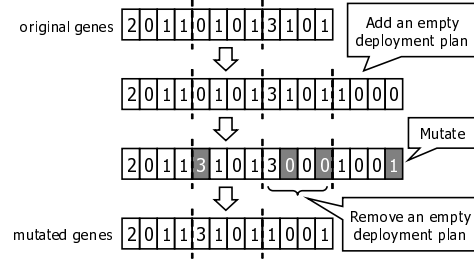 original genes 2 0 1 1 0 1 0 1 3 1 0 1
Add an empty
deployment plan
2 0 1 1 0 1 0 1 3 1 0 1 1 0 0 0
Mutate
2 0 1 1 3 1 0 1 3 0 0 0 1 0 0 1
Remove an empty
deployment plan
mutated genes 2 0 1 1 3 1 0 1 1 0 0 1